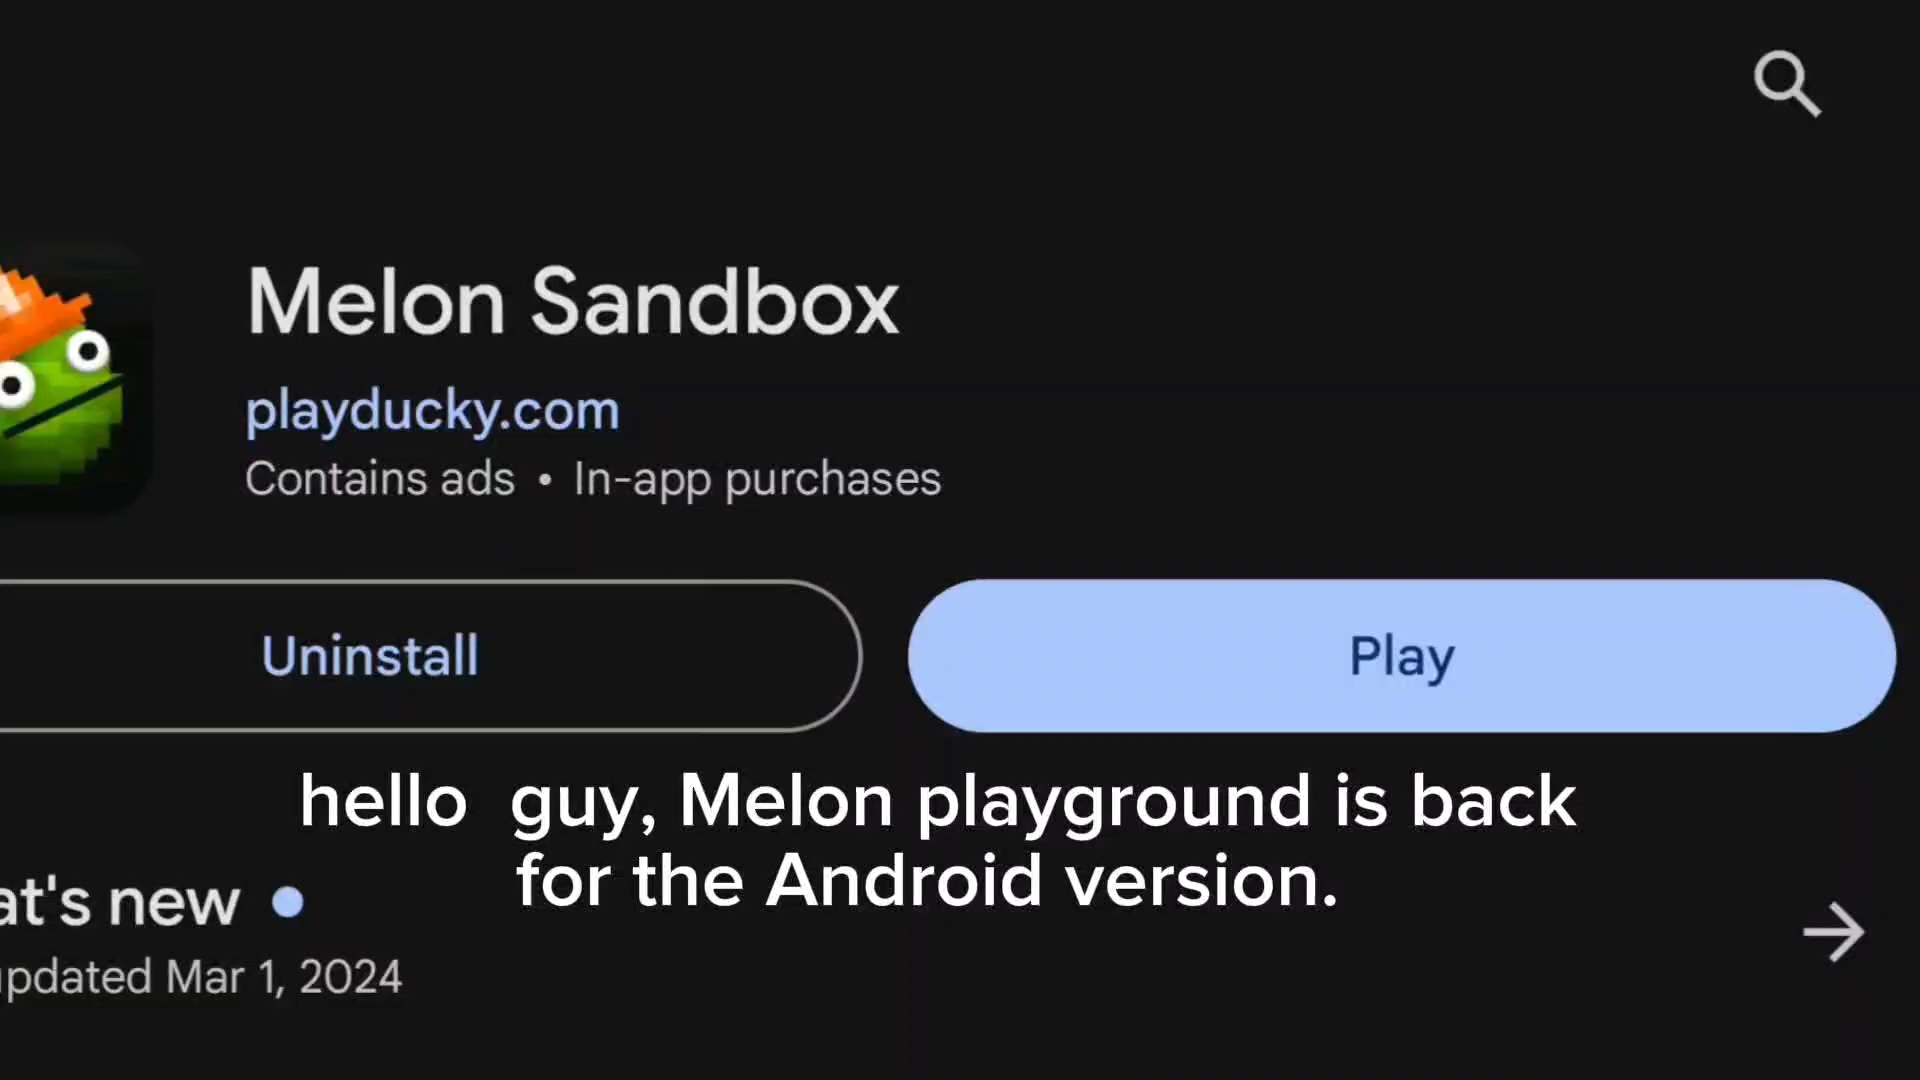 Melon Sandbox
playducky.com
Contains ads • In-app purchases
Uninstall
Play
hello guy, Melon playground is back
for the Android version.
at's new
updated Mar 1, 2024